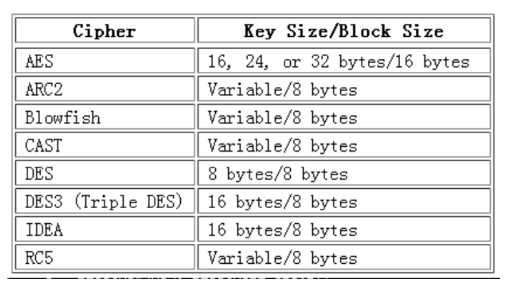 Cipher Key Size/Block Size
AES 16, 24, or 32 bytes/16 bytes
ARC2 Variable/8 bytes
Blowfish Variable/8 bytes
CAST Variable/8 bytes
DES 8 bytes/8 bytes
DES3 (Triple DES) 16 bytes/8 bytes
IDEA 16 bytes/8 bytes
RC5 Variable/8 bytes